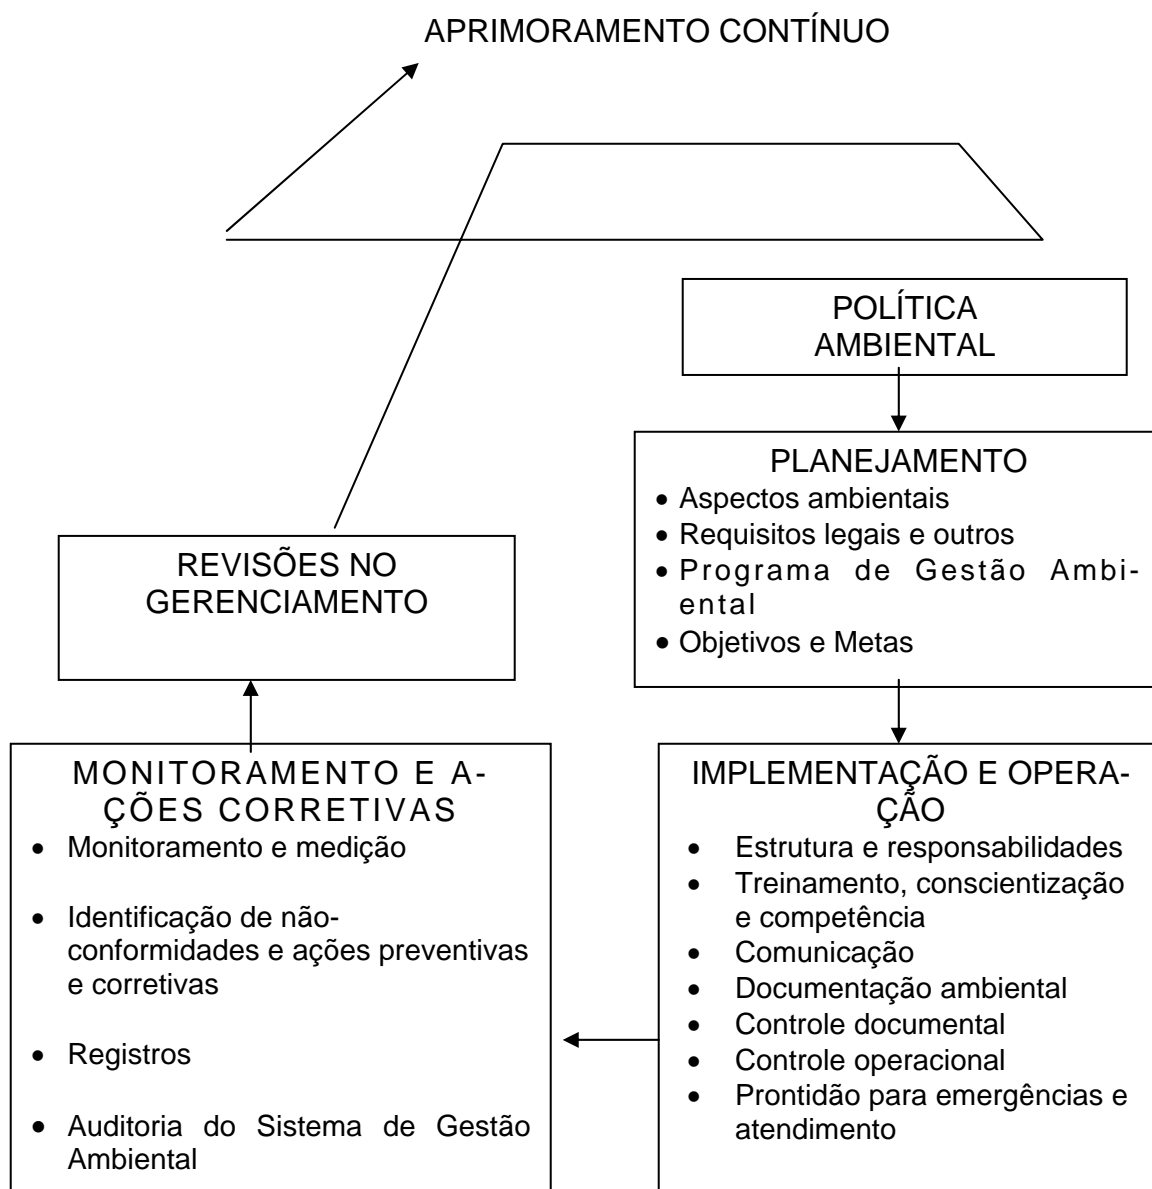 APRIMORAMENTO CONTÍNUO
POLÍTICA
AMBIENTAL
PLANEJAMENTO
• Aspectos ambientais
• Requisitos legais e outros
• Programa de Gestão Ambi-
ental
• Objetivos e Metas
REVISÕES NO
GERENCIAMENTO
MONITORAMENTO E A-
ÇÕES CORRETIVAS
• Monitoramento e medição
• Identificação de não-
conformidades e ações preventivas
e corretivas
• Registros
• Auditoria do Sistema de Gestão
Ambiental
IMPLEMENTAÇÃO E OPERA-
ÇÃO
• Estrutura e responsabilidades
• Treinamento, conscientização
e competência
• Comunicação
• Documentação ambiental
• Controle documental
• Controle operacional
• Prontidão para emergências e
atendimento